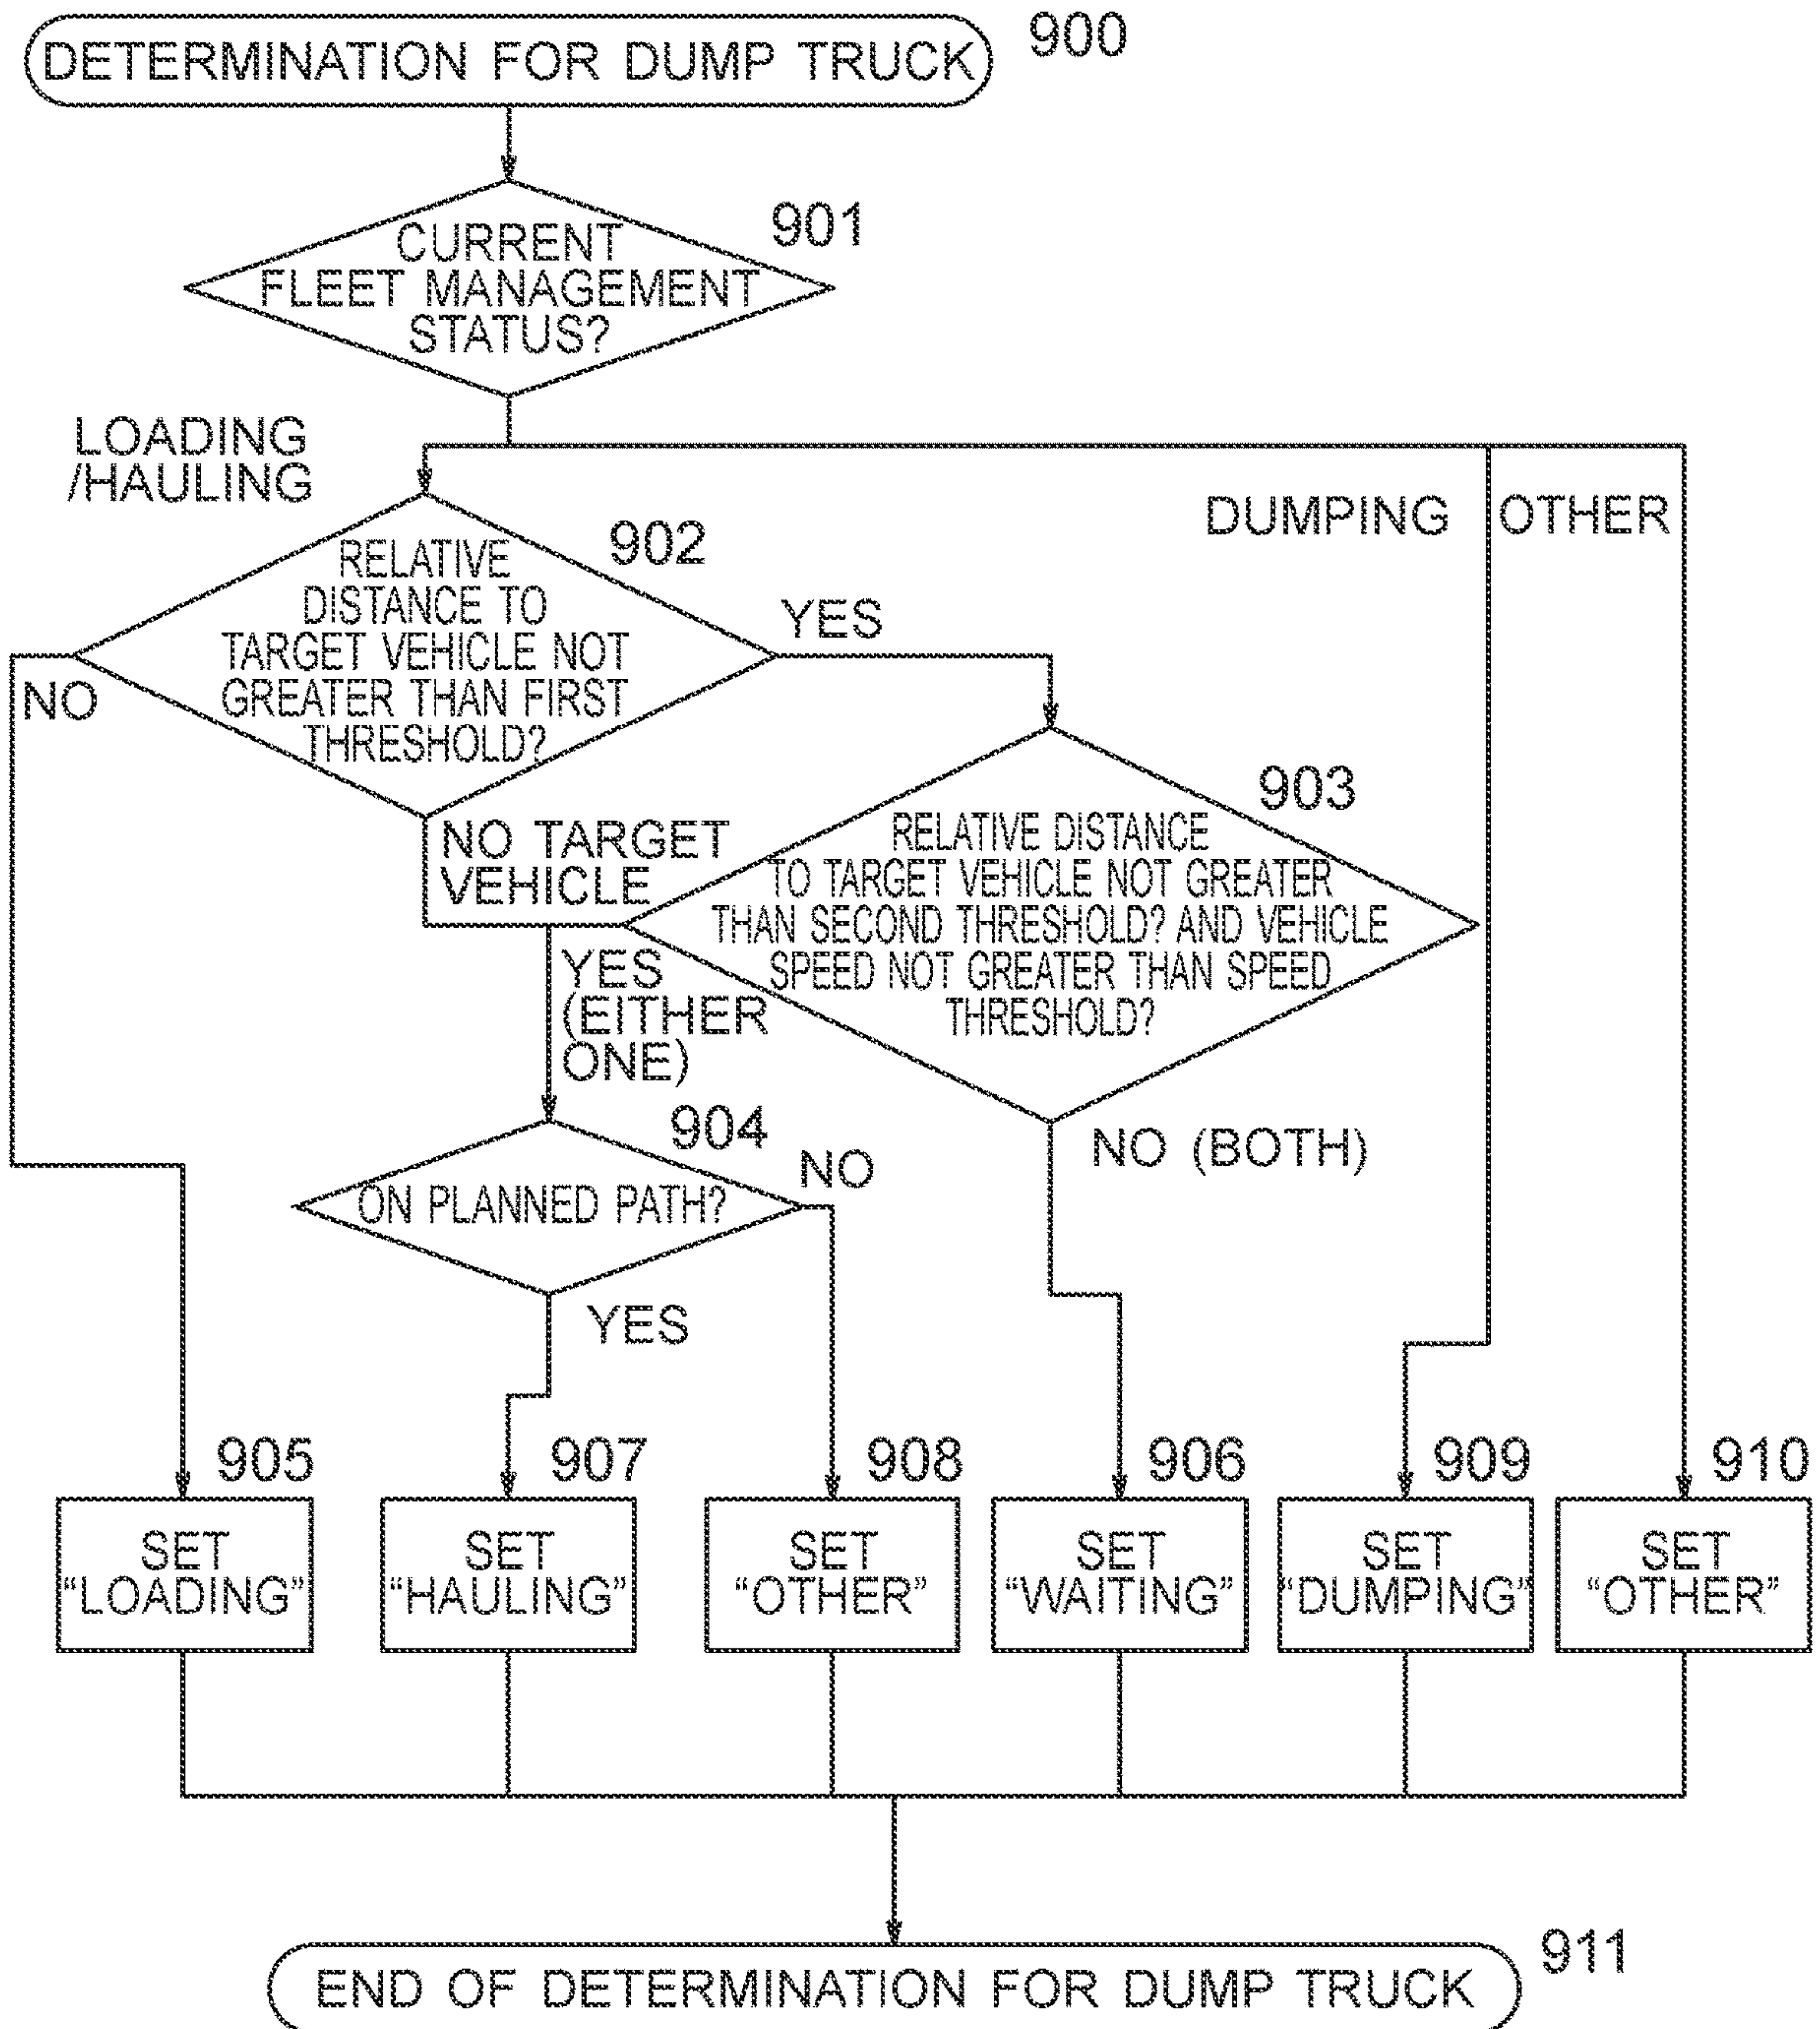 DETERMINATION FOR DUMP TRUCK
900
CURRENT
FLEET MANAGEMENT
STATUS?
901
LOADING
/HAULING
DUMPING
OTHER
RELATIVE
DISTANCE TO
TARGET VEHICLE NOT
GREATER THAN FIRST
THRESHOLD?
902
YES
NO
NO TARGET
VEHICLE
903
RELATIVE DISTANCE
TO TARGET VEHICLE NOT GREATER
THAN SECOND THRESHOLD? AND VEHICLE
SPEED NOT GREATER THAN SPEED
THRESHOLD?
YES
(EITHER
ONE)
NO (BOTH)
904
ON PLANNED PATH?
NO
YES
905
SET
“LOADING”
907
SET
“HAULING”
908
SET
“OTHER”
906
SET
“WAITING”
909
SET
“DUMPING”
910
SET
“OTHER”
911
END OF DETERMINATION FOR DUMP TRUCK